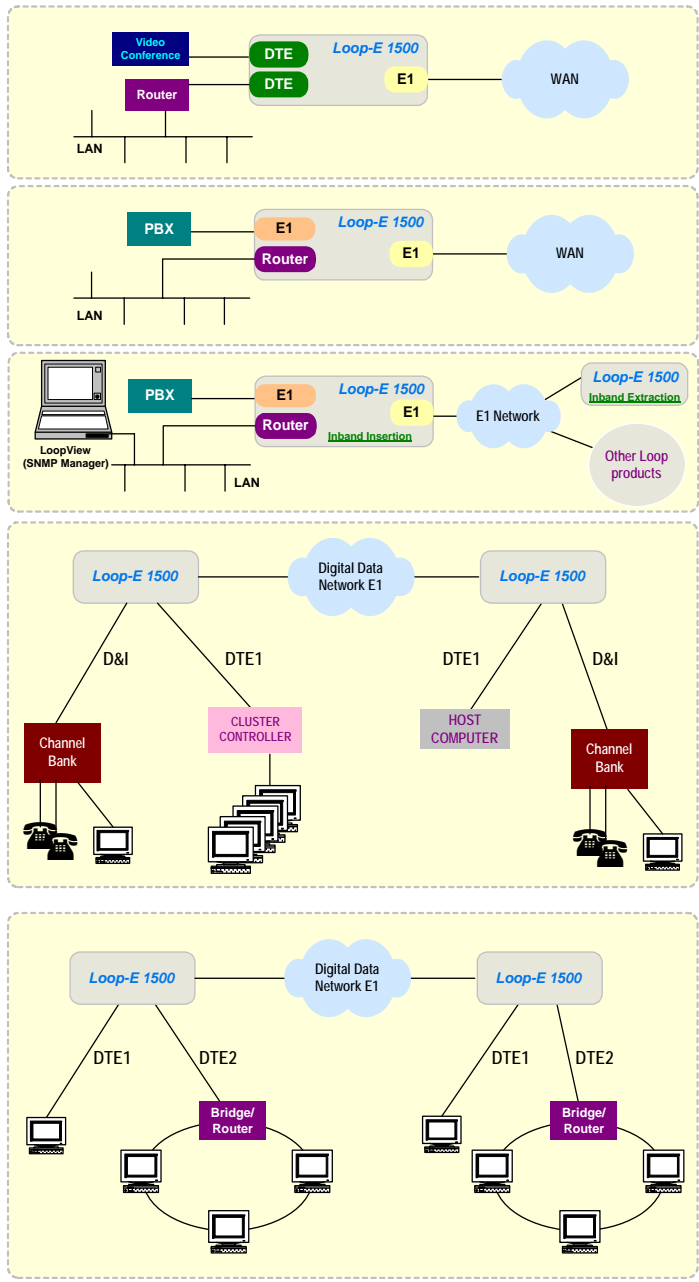 Video
Conference
DTE
Loop-E 1500
DTE
E1
WAN
Router
LAN
PBX
E1
Loop-E 1500
Router
E1
WAN
LAN
LoopView
(SNMP Manager)
PBX
E1
Loop-E 1500
Router
E1
Inband Insertion
E1 Network
Loop-E 1500
Inband Extraction
Other Loop
products
LAN
Loop-E 1500
Digital Data
Network E1
Loop-E 1500
D&I
DTE1
DTE1
D&I
Channel
Bank
CLUSTER
CONTROLLER
HOST
COMPUTER
Channel
Bank
Loop-E 1500
Digital Data
Network E1
Loop-E 1500
DTE1
DTE2
DTE1
DTE2
Bridge/
Router
Bridge/
Router